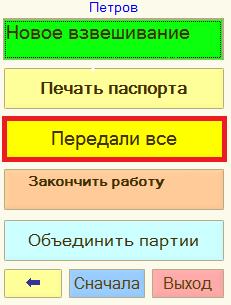 Петров
Новое взвешивание
Печать паспорта
Передали все
Закончить работу
Объединить партии
Сначала Выход